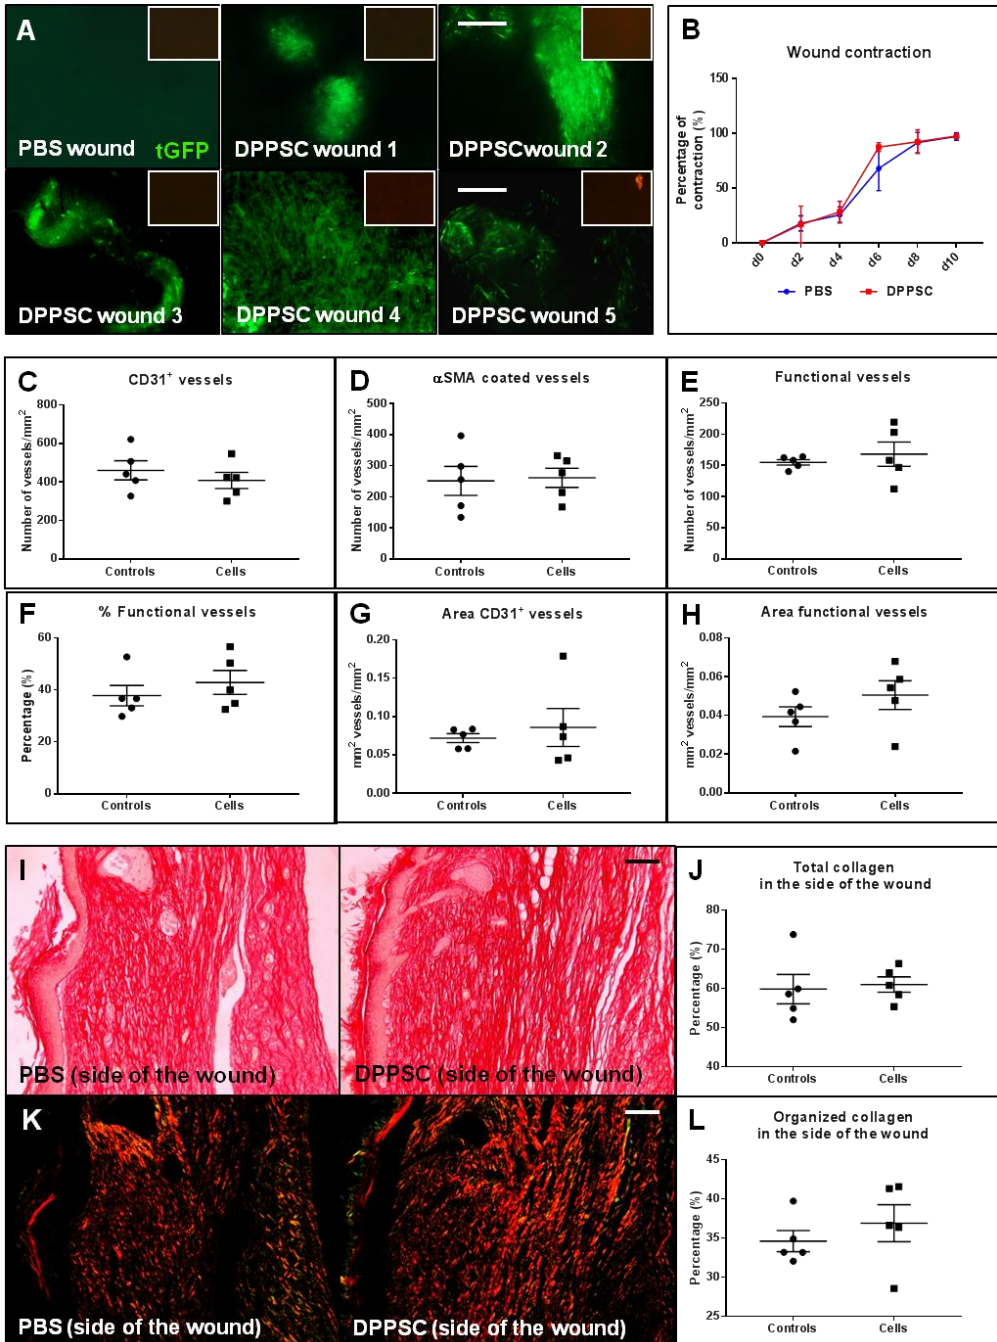 A
PBS wound
tGFP
DPPSC wound 1
DPPSCwound 2
DPPSC wound 3
DPPSC wound 4
DPPSC wound 5
B
Wound contraction
Percentage of
contraction (%)
150
100
50
0
d0 d2 d4 d6 d8 d10
PBS DPPSC
C
CD31⁺ vessels
Number of vessels/mm²
800
600
400
200
0
Controls Cells
D
αSMA coated vessels
Number of vessels/mm²
500
400
300
200
100
0
Controls Cells
E
Functional vessels
Number of vessels/mm²
250
200
150
100
50
0
Controls Cells
F
% Functional vessels
Percentage (%)
60
40
20
0
Controls Cells
G
Area CD31⁺ vessels
mm² vessels/mm²
0.20
0.15
0.10
0.05
0.00
Controls Cells
H
Area functional vessels
mm² vessels/mm²
0.08
0.06
0.04
0.02
0.00
Controls Cells
I
PBS (side of the wound)
DPPSC (side of the wound)
J
Total collagen
in the side of the wound
Percentage (%)
80
70
60
50
40
Controls Cells
K
PBS (side of the wound)
DPPSC (side of the wound)
L
Organized collagen
in the side of the wound
Percentage (%)
45
40
35
30
25
Controls Cells